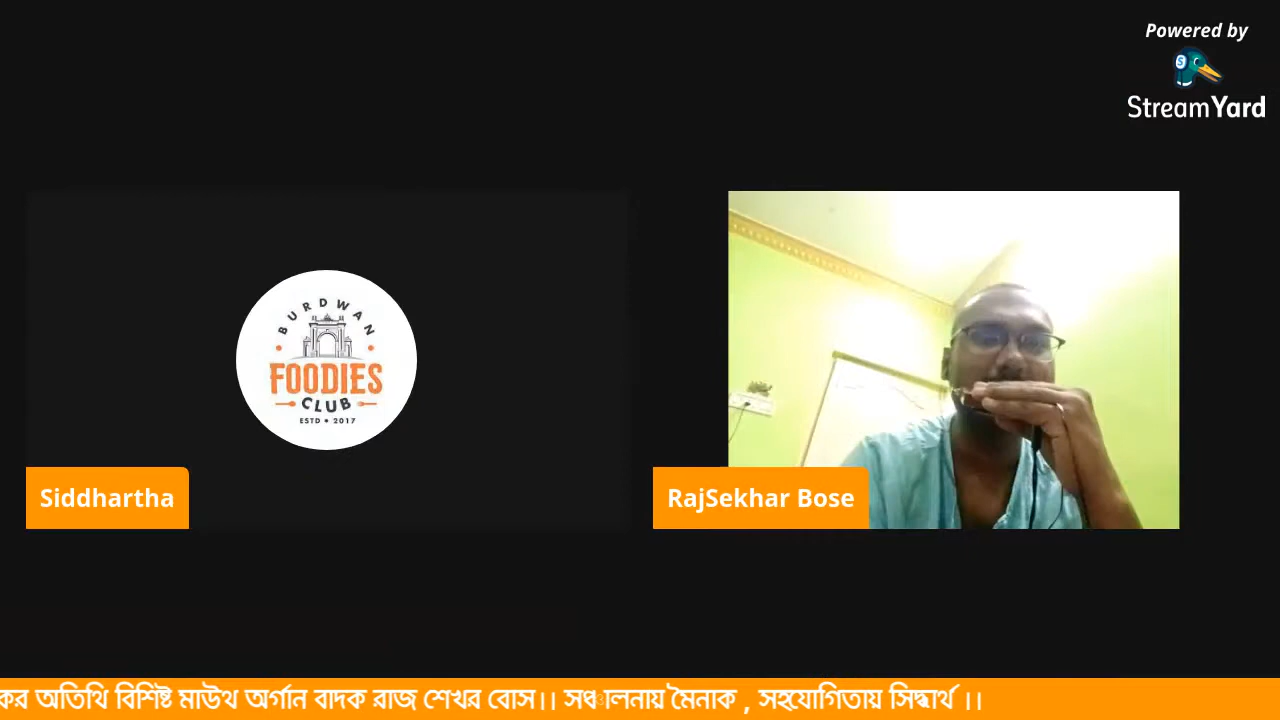 Powered by
StreamYard
BURDWAN
FOODIES
CLUB
ESTD • 2017
Siddhartha
RajSekhar Bose
কর অতিথি বিশিষ্ট মাউথ অর্গান বাদক রাজ শেখর বোস।। সঞ্চালনায় মৈনাক , সহযোগিতায় সিদ্ধার্থ ।।